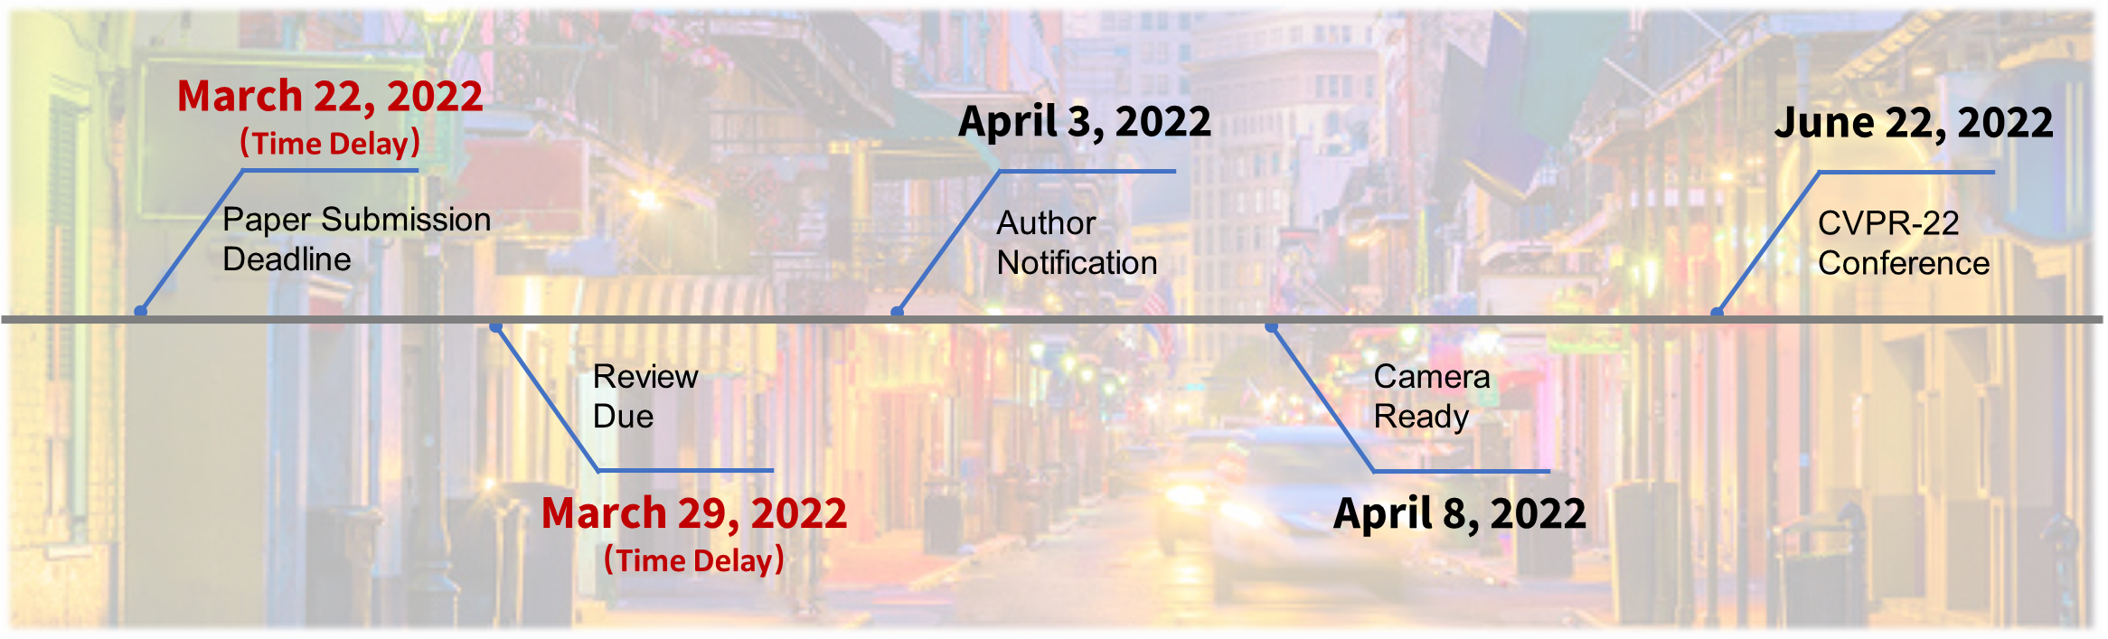 March 22, 2022
(Time Delay)
Paper Submission
Deadline
Review
Due
March 29, 2022
(Time Delay)
April 3, 2022
Author
Notification
Camera
Ready
April 8, 2022
June 22, 2022
CVPR-22
Conference